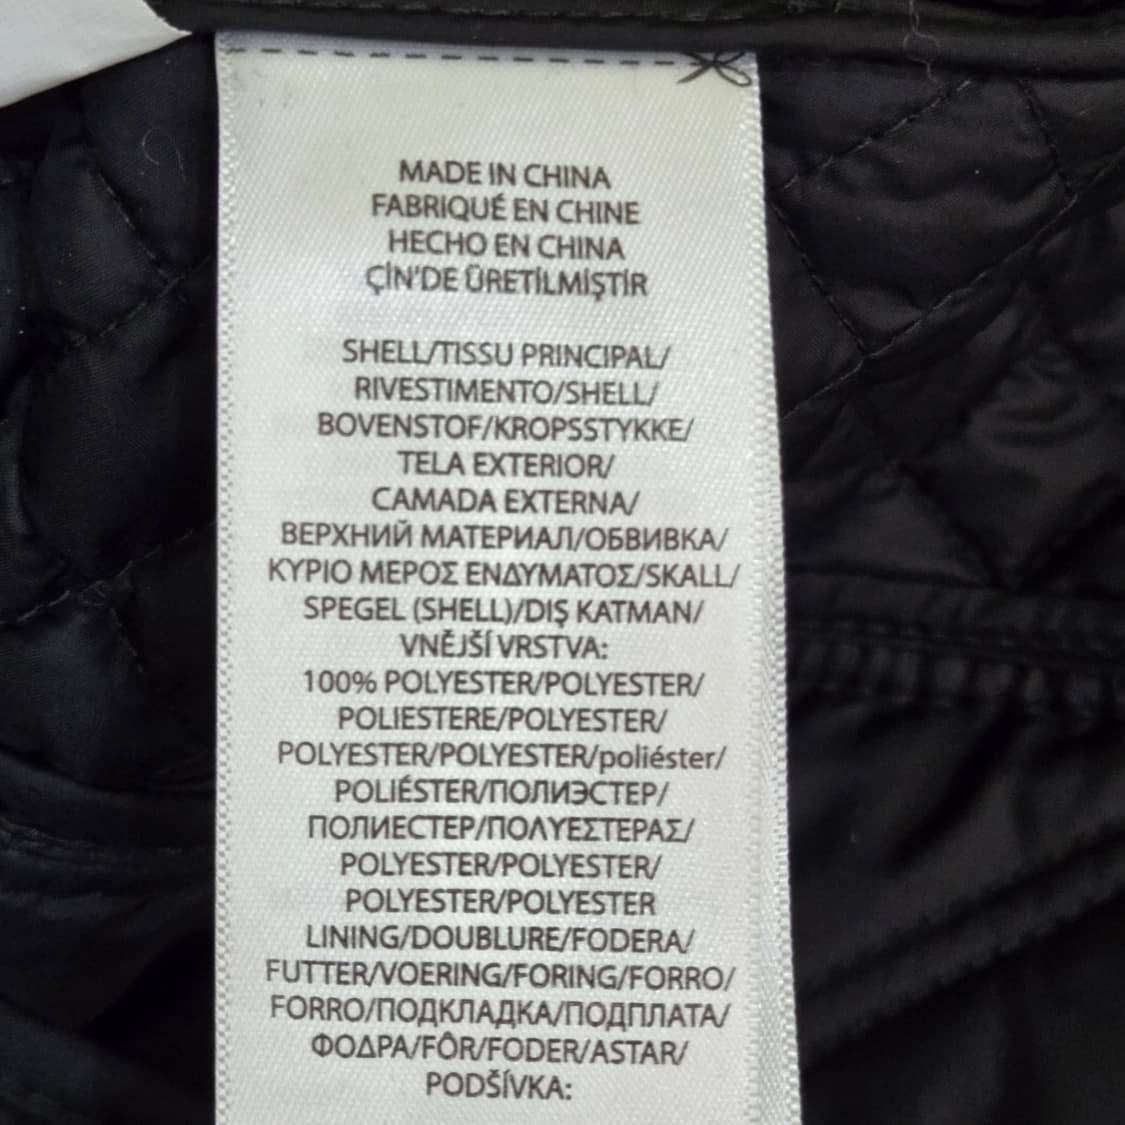 MADE IN CHINA
FABRIQUÉ EN CHINE
HECHO EN CHINA
ÇİN'DE ÜRETİLMİŞTİR
SHELL/TISSU PRINCIPAL/
RIVESTIMENTO/SHELL/
BOVENSTOF/KROPSSTYKKE/
TELA EXTERIOR/
CAMADA EXTERNA/
ВЕРХНИЙ МАТЕРИАЛ/ОБВИВКА/
ΚΥΡΙΟ ΜΕΡΟΣ ΕΝΔΥΜΑΤΟΣ/SKALL/
SPEGEL (SHELL)/DIŞ KATMAN/
VNĚJŠÍ VRSTVA:
100% POLYESTER/POLYESTER/
POLIESTERE/POLYESTER/
POLYESTER/POLYESTER/poliéster/
POLIÉSTER/ПОЛИЭСТЕР/
ПОЛИЕСТЕР/ΠΟΛΥΕΣΤΕΡΑΣ/
POLYESTER/POLYESTER/
POLYESTER/POLYESTER
LINING/DOUBLURE/FODERA/
FUTTER/VOERING/FORING/FORRO/
FORRO/ПОДКЛАДКА/ПОДПЛАТА/
ΦΟΔΡΑ/FÔR/FODER/ASTAR/
PODŠÍVKA: